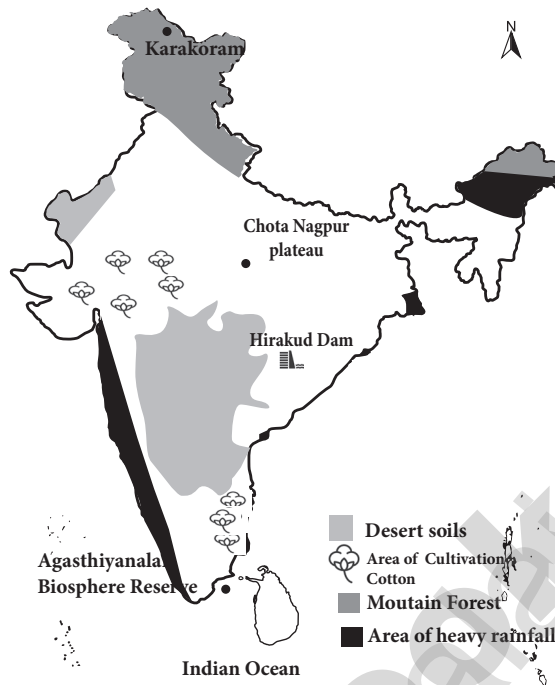 N
Karakoram
Chota Nagpur
plateau
Hirakud Dam
Agasthiyanalai
Biosphere Reserve
Indian Ocean
Desert soils
Area of Cultivation
Cotton
Moutain Forest
Area of heavy rainfall